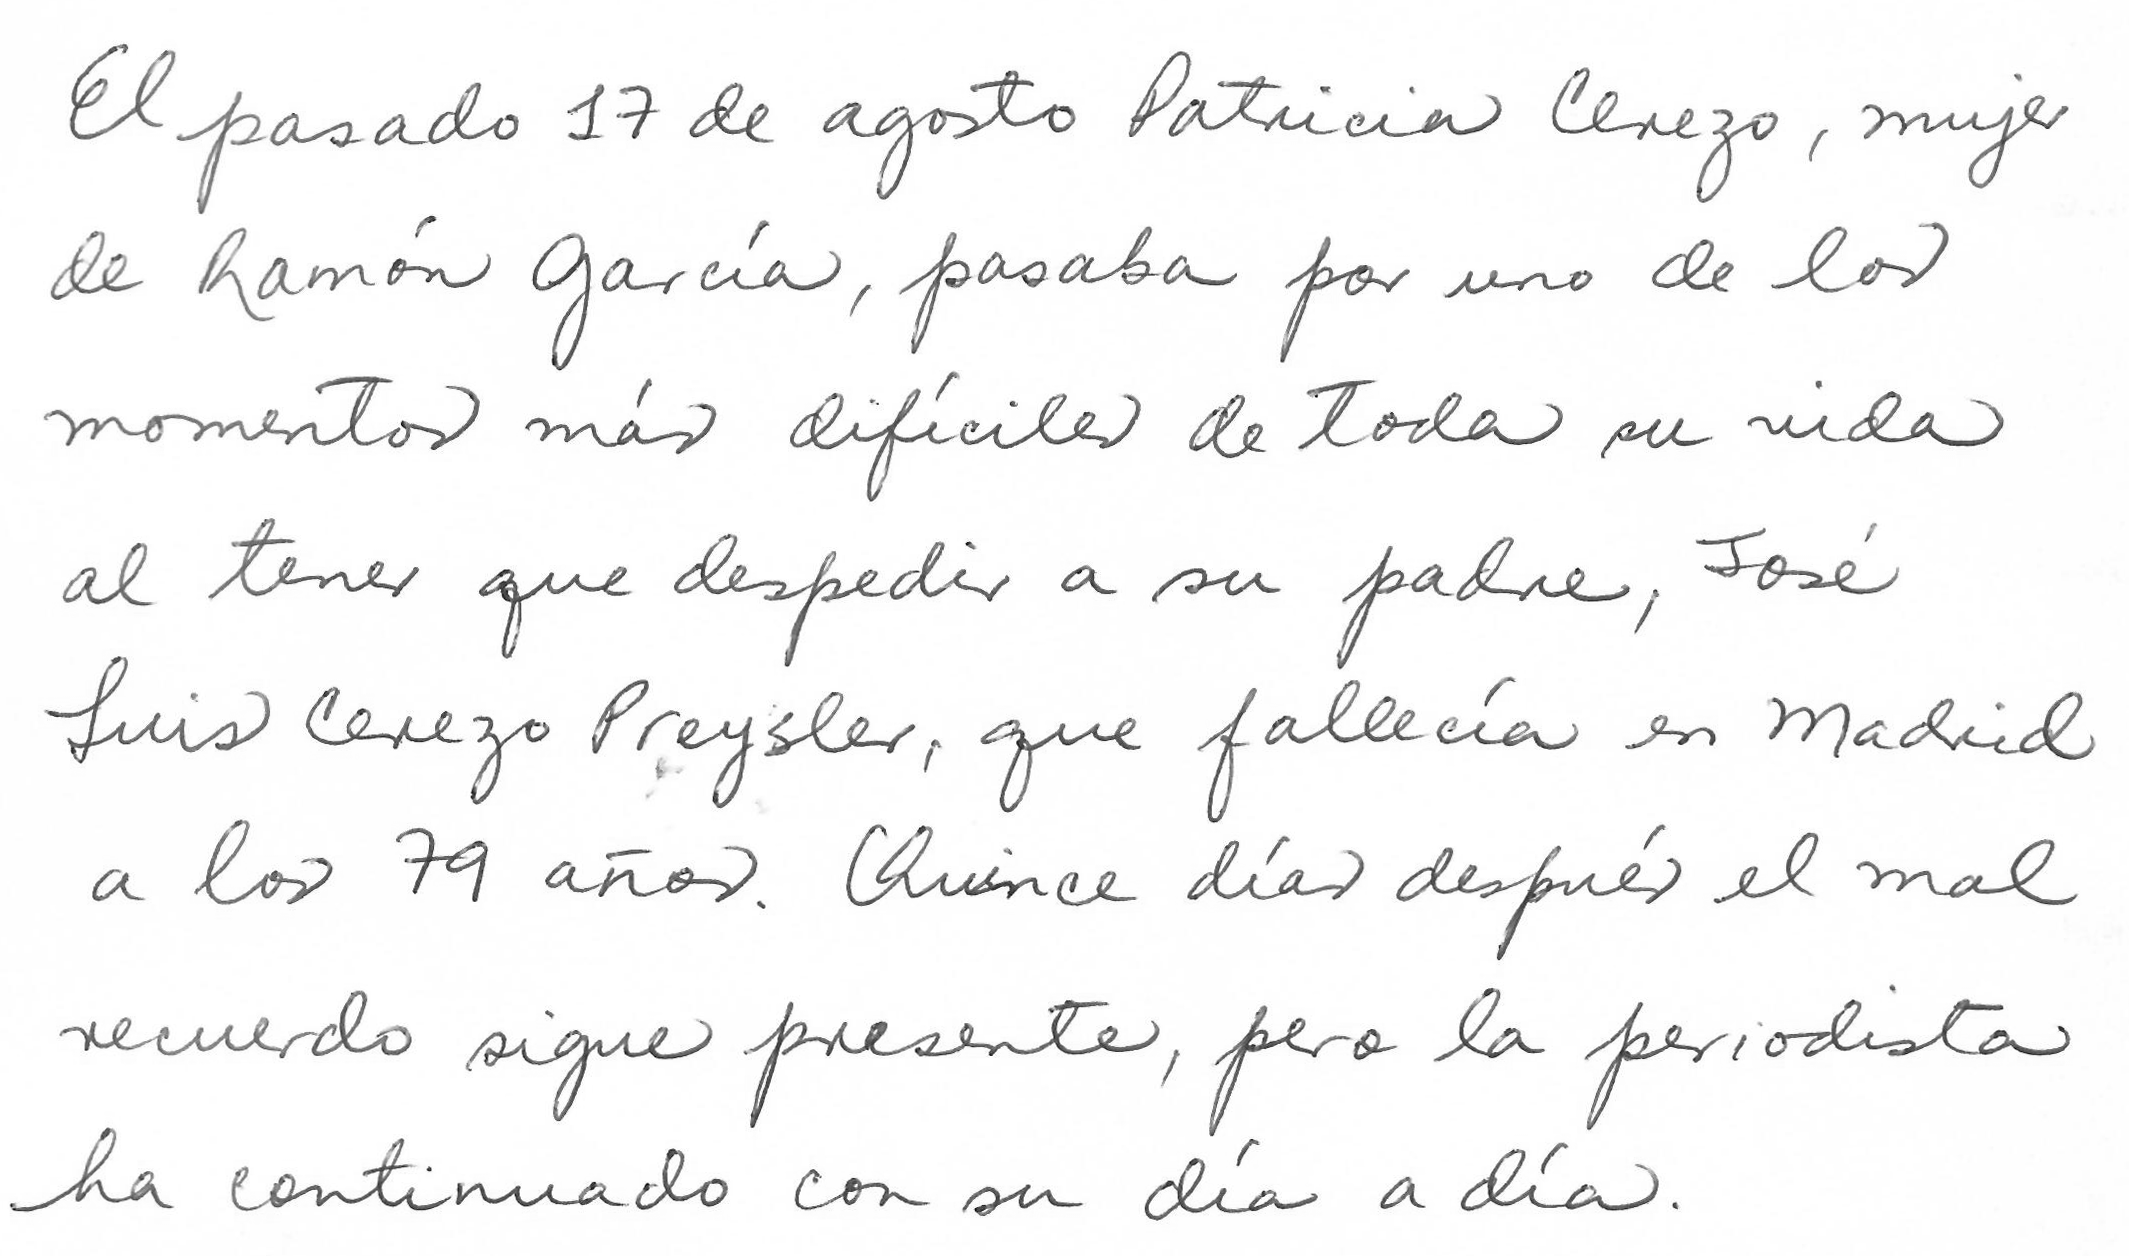 El pasado 17 de agosto Patricia Cerezo, mujer
de Ramón García, pasaba por uno de los
momentos más difíciles de toda su vida
al tener que despedir a su padre, José
Luis Cerezo Preysler, que fallecía en Madrid
a los 79 años. Quince días después el mal
recuerdo sigue presente, pero la periodista
ha continuado con su día a día.